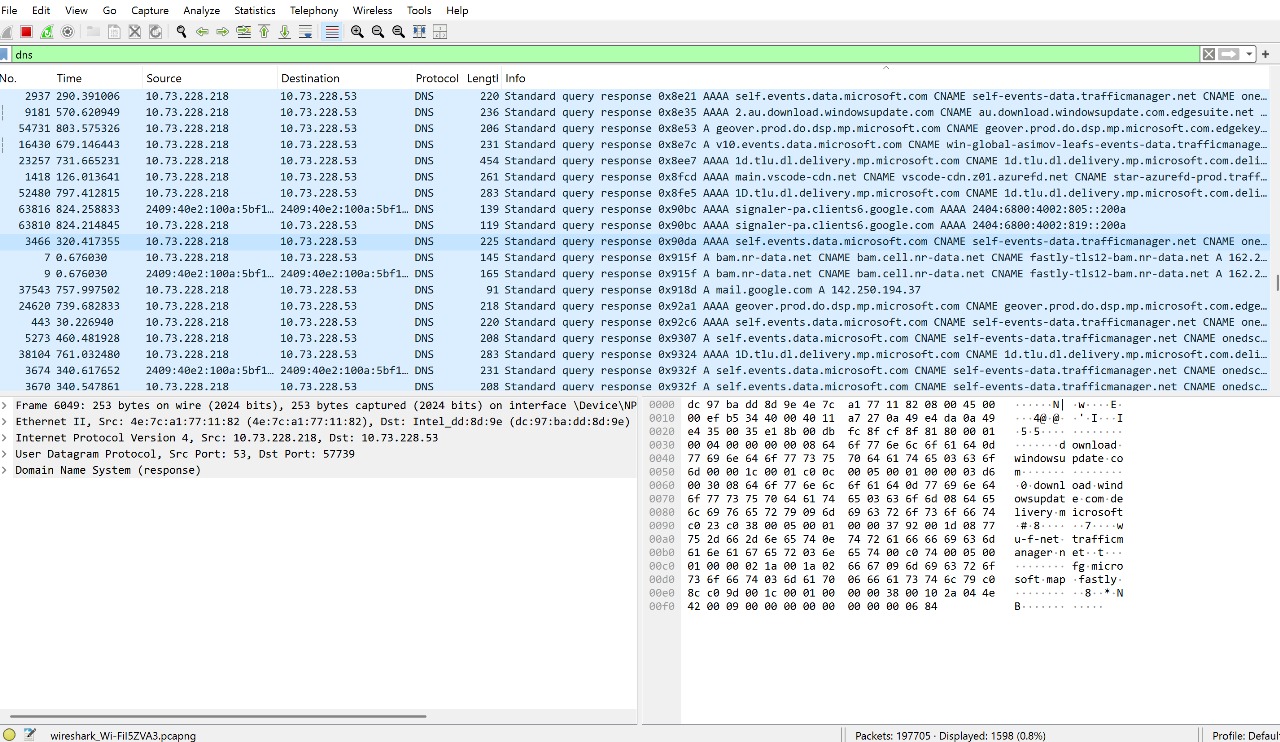 File Edit View Go Capture Analyze Statistics Telephony Wireless Tools Help
dns
No. Time Source Destination Protocol Lengtl Info
2937 290.391006 10.73.228.218 10.73.228.53 DNS 220 Standard query response 0x8e21 AAAA self.events.data.microsoft.com CNAME self-events-data.trafficmanager.net CNAME one…
9181 570.620949 10.73.228.218 10.73.228.53 DNS 236 Standard query response 0x8e35 AAAA 2.au.download.windowsupdate.com CNAME au.download.windowsupdate.com.edgesuite.net …
54731 803.575326 10.73.228.218 10.73.228.53 DNS 206 Standard query response 0x8e53 A geover.prod.do.dsp.mp.microsoft.com CNAME geover.prod.do.dsp.mp.microsoft.com.edgekey…
16430 679.146443 10.73.228.218 10.73.228.53 DNS 231 Standard query response 0x8e7c A v10.events.data.microsoft.com CNAME win-global-asimov-leafs-events-data.trafficmanage…
23257 731.665231 10.73.228.218 10.73.228.53 DNS 454 Standard query response 0x8ee7 AAAA 1d.tlu.dl.delivery.mp.microsoft.com CNAME 1d.tlu.dl.delivery.mp.microsoft.com.deli…
1418 126.013641 10.73.228.218 10.73.228.53 DNS 261 Standard query response 0x8fcd AAAA main.vscode-cdn.net CNAME vscode-cdn.z01.azurefd.net CNAME star-azurefd-prod.traff…
52480 797.412815 10.73.228.218 10.73.228.53 DNS 283 Standard query response 0x8fe5 AAAA 1D.tlu.dl.delivery.mp.microsoft.com CNAME 1d.tlu.dl.delivery.mp.microsoft.com.deli…
63816 824.258833 2409:40e2:100a:5bf1… 2409:40e2:100a:5bf1… DNS 139 Standard query response 0x90bc AAAA signaler-pa.clients6.google.com AAAA 2404:6800:4002:805::200a
63810 824.214845 10.73.228.218 10.73.228.53 DNS 119 Standard query response 0x90bc AAAA signaler-pa.clients6.google.com AAAA 2404:6800:4002:819::200a
3466 320.417355 10.73.228.218 10.73.228.53 DNS 225 Standard query response 0x90da AAAA self.events.data.microsoft.com CNAME self-events-data.trafficmanager.net CNAME one…
7 0.676030 10.73.228.218 10.73.228.53 DNS 145 Standard query response 0x915f A bam.nr-data.net CNAME bam.cell.nr-data.net CNAME fastly-tls12-bam.nr-data.net A 162.2…
9 0.676030 2409:40e2:100a:5bf1… 2409:40e2:100a:5bf1… DNS 165 Standard query response 0x915f A bam.nr-data.net CNAME bam.cell.nr-data.net CNAME fastly-tls12-bam.nr-data.net A 162.2…
37543 757.997502 10.73.228.218 10.73.228.53 DNS 91 Standard query response 0x918d A mail.google.com A 142.250.194.37
24620 739.682833 10.73.228.218 10.73.228.53 DNS 218 Standard query response 0x92a1 AAAA geover.prod.do.dsp.mp.microsoft.com CNAME geover.prod.do.dsp.mp.microsoft.com.edge…
443 30.226940 10.73.228.218 10.73.228.53 DNS 220 Standard query response 0x92c6 AAAA self.events.data.microsoft.com CNAME self-events-data.trafficmanager.net CNAME one…
5273 460.481928 10.73.228.218 10.73.228.53 DNS 208 Standard query response 0x9307 A self.events.data.microsoft.com CNAME self-events-data.trafficmanager.net CNAME onedsc…
38104 761.032480 10.73.228.218 10.73.228.53 DNS 283 Standard query response 0x9324 AAAA 1D.tlu.dl.delivery.mp.microsoft.com CNAME 1d.tlu.dl.delivery.mp.microsoft.com.deli…
3674 340.617652 2409:40e2:100a:5bf1… 2409:40e2:100a:5bf1… DNS 231 Standard query response 0x932f A self.events.data.microsoft.com CNAME self-events-data.trafficmanager.net CNAME onedsc…
3670 340.547861 10.73.228.218 10.73.228.53 DNS 208 Standard query response 0x932f A self.events.data.microsoft.com CNAME self-events-data.trafficmanager.net CNAME onedsc…
Frame 6049: 253 bytes on wire (2024 bits), 253 bytes captured (2024 bits) on interface \Device\NP
Ethernet II, Src: 4e:7c:a1:77:11:82 (4e:7c:a1:77:11:82), Dst: Intel_dd:8d:9e (dc:97:ba:dd:8d:9e)
Internet Protocol Version 4, Src: 10.73.228.218, Dst: 10.73.228.53
User Datagram Protocol, Src Port: 53, Dst Port: 57739
Domain Name System (response)
0000 dc 97 ba dd 8d 9e 4e 7c a1 77 11 82 08 00 45 00 ······N| ·w····E·
0010 00 ef b5 34 40 00 40 11 a7 27 0a 49 e4 da 0a 49 ···4@·@· ·'·I···I
0020 e4 35 00 35 e1 8b 00 db fc 8f cf 8f 81 80 00 01 ·5·5···· ········
0030 00 04 00 00 00 00 08 64 6f 77 6e 6c 6f 61 64 0d ·······d ownload·
0040 77 69 6e 64 6f 77 73 75 70 64 61 74 65 03 63 6f windowsu pdate·co
0050 6d 00 00 1c 00 01 c0 0c 00 05 00 01 00 00 03 d6 m······· ········
0060 00 30 08 64 6f 77 6e 6c 6f 61 64 0d 77 69 6e 64 ·0·downl oad·wind
0070 6f 77 73 75 70 64 61 74 65 03 63 6f 6d 08 64 65 owsupdat e·com·de
0080 6c 69 76 65 72 79 09 6d 69 63 72 6f 73 6f 66 74 livery·m icrosoft
0090 c0 23 c0 38 00 05 00 01 00 00 37 92 00 1d 08 77 ·#·8···· ··7····w
00a0 75 2d 66 2d 6e 65 74 0e 74 72 61 66 66 69 63 6d u-f-net· trafficm
00b0 61 6e 61 67 65 72 03 6e 65 74 00 c0 74 00 05 00 anager·n et··t···
00c0 01 00 00 02 1a 00 1a 02 66 67 09 6d 69 63 72 6f ········ fg·micro
00d0 73 6f 66 74 03 6d 61 70 06 66 61 73 74 6c 79 c0 soft·map ·fastly·
00e0 8c c0 9d 00 1c 00 01 00 00 00 38 00 10 2a 04 4e ········ ··8··*·N
00f0 42 00 09 00 00 00 00 00 00 00 00 06 84 B······· ·····
wireshark_Wi-FiI5ZVA3.pcapng
Packets: 197705 · Displayed: 1598 (0.8%)
Profile: Defaul